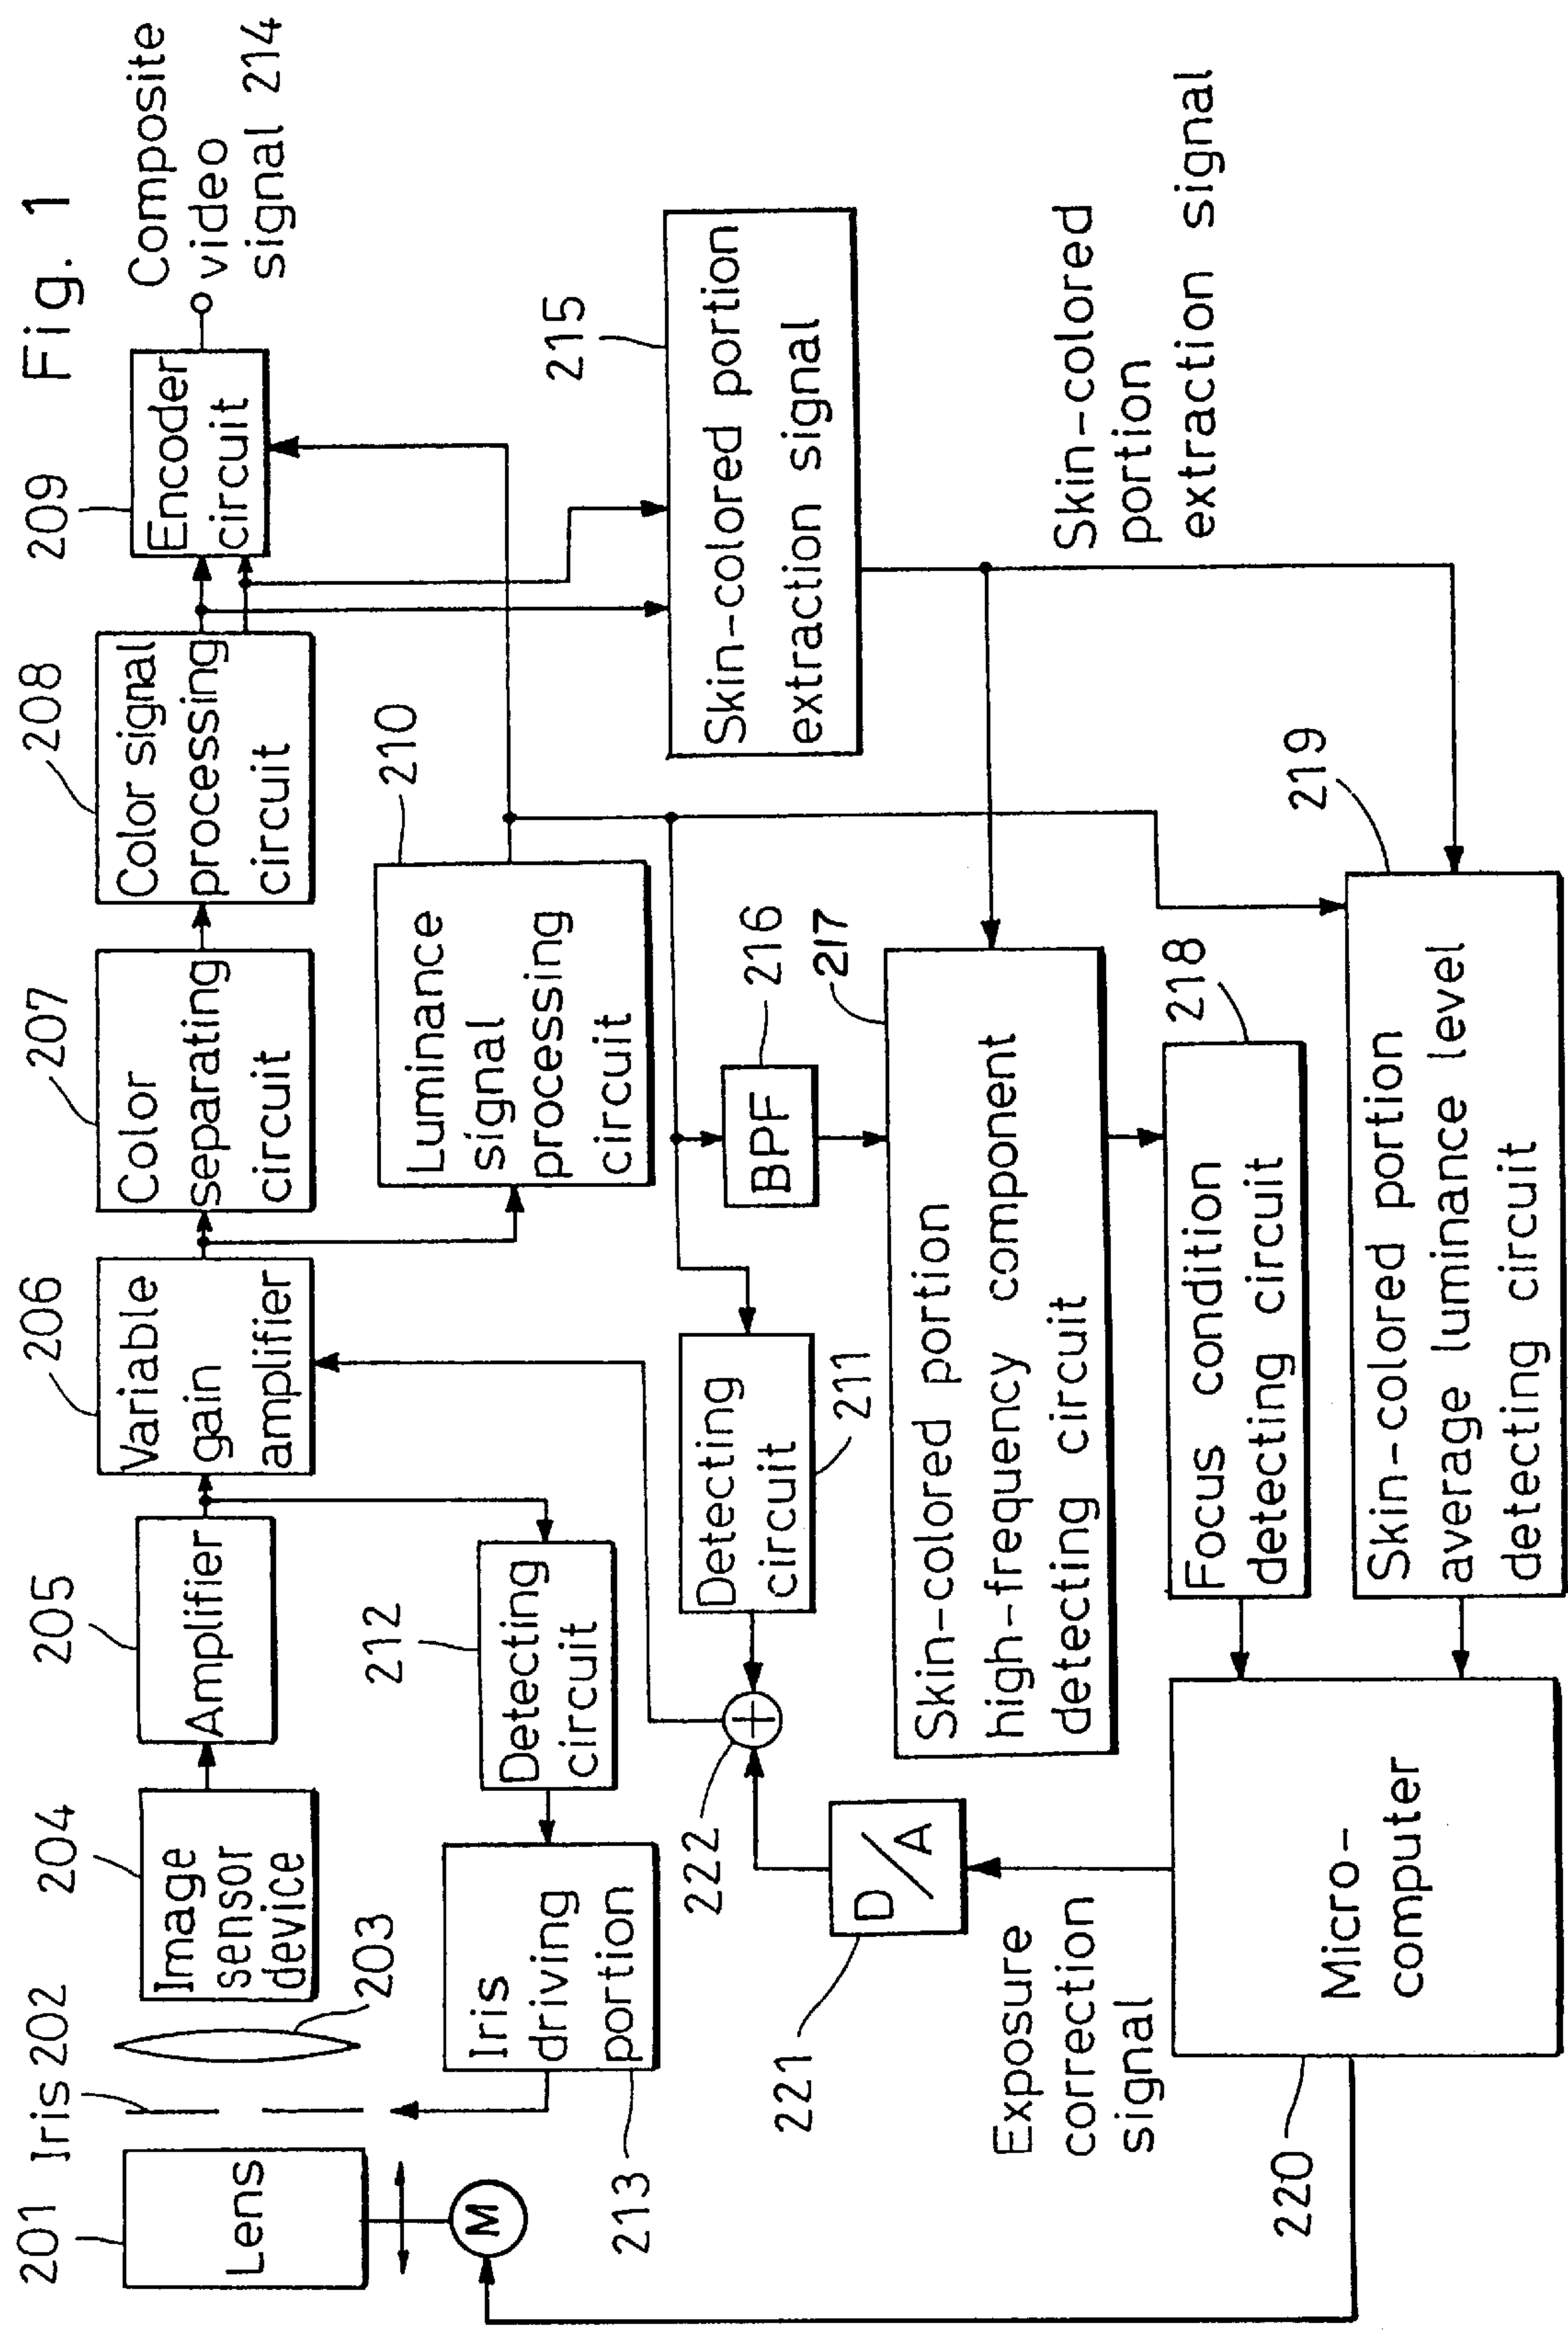 Fig. 1
201
Lens
M
Iris 202
203
204
Image
sensor
device
205
Amplifier
206
Variable
gain
amplifier
207
Color
separating
circuit
208
Color signal
processing
circuit
209
Encoder
circuit
Composite
video
signal 214
213
Iris
driving
portion
212
Detecting
circuit
210
Luminance
signal
processing
circuit
215
Skin-colored portion
extraction signal
222
Detecting
circuit
211
BPF
216
221
D/A
217
Skin-colored portion
high-frequency component
detecting circuit
Skin-colored
portion
extraction signal
Exposure
correction
signal
218
Focus condition
detecting circuit
220
Micro-
computer
219
Skin-colored portion
average luminance level
detecting circuit